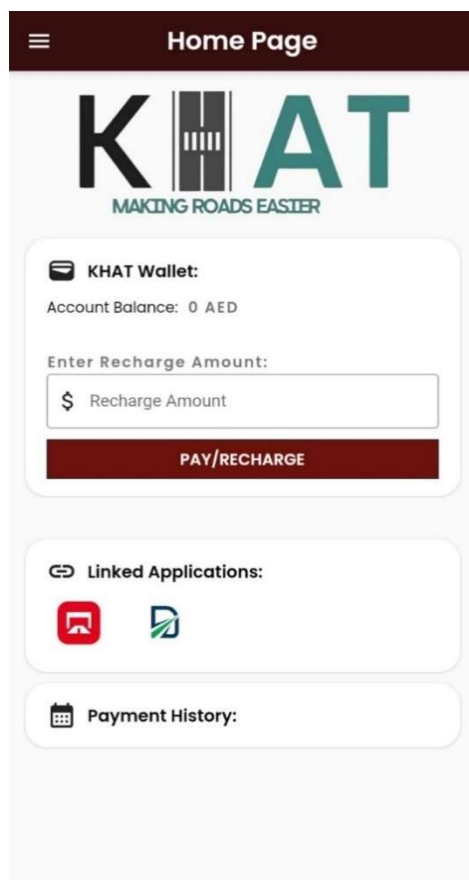 Home Page
KHAT
MAKING ROADS EASIER
KHAT Wallet:
Account Balance: 0 AED
Enter Recharge Amount:
$ Recharge Amount
PAY/RECHARGE
Linked Applications:
Payment History: